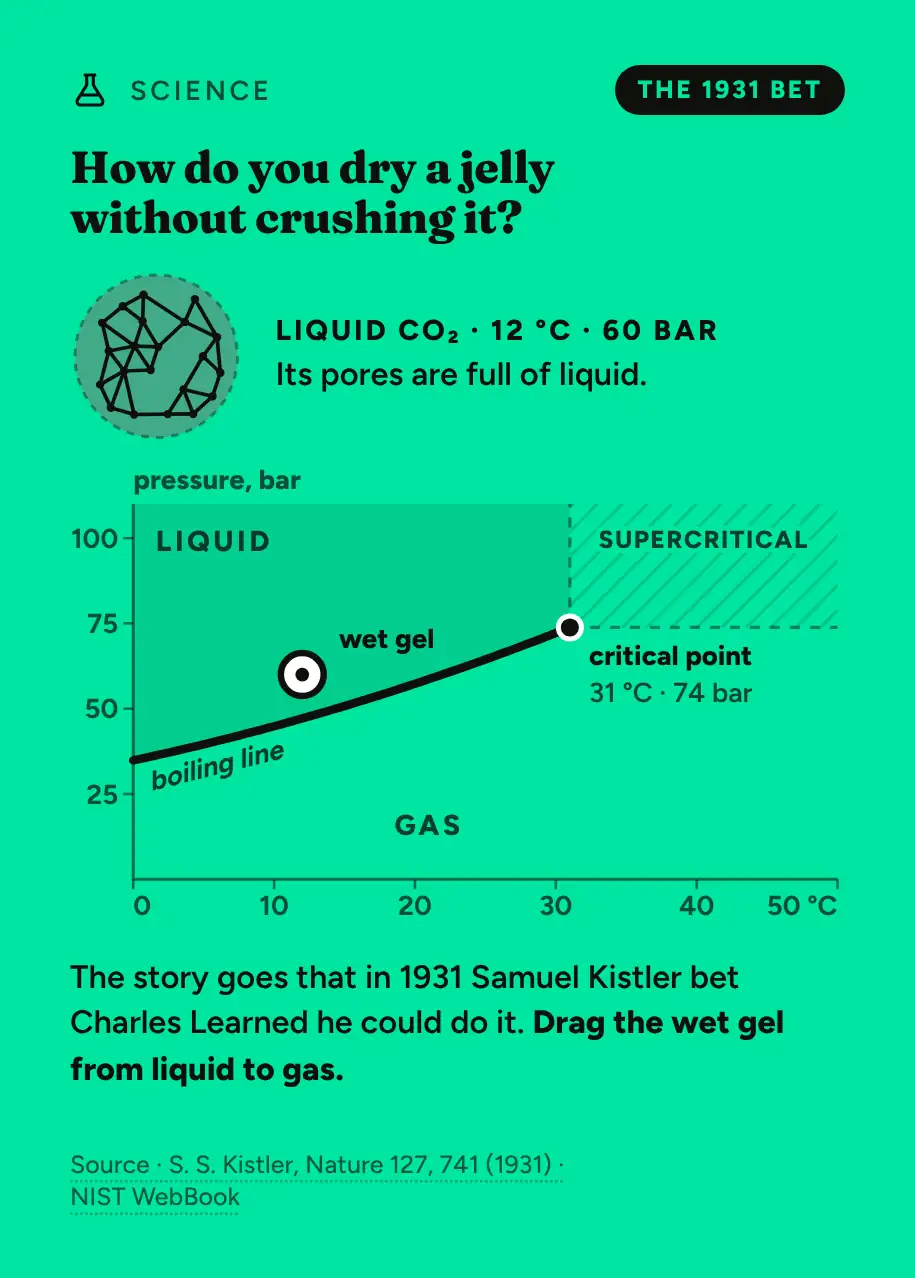 SCIENCE
THE 1931 BET
How do you dry a jelly
without crushing it?
LIQUID CO₂ · 12 °C · 60 BAR
Its pores are full of liquid.
pressure, bar
100
LIQUID
SUPERCRITICAL
75
wet gel
critical point
31 °C · 74 bar
50
boiling line
25
GAS
0 10 20 30 40 50 °C
The story goes that in 1931 Samuel Kistler bet
Charles Learned he could do it. Drag the wet gel
from liquid to gas.
Source · S. S. Kistler, Nature 127, 741 (1931) ·
NIST WebBook